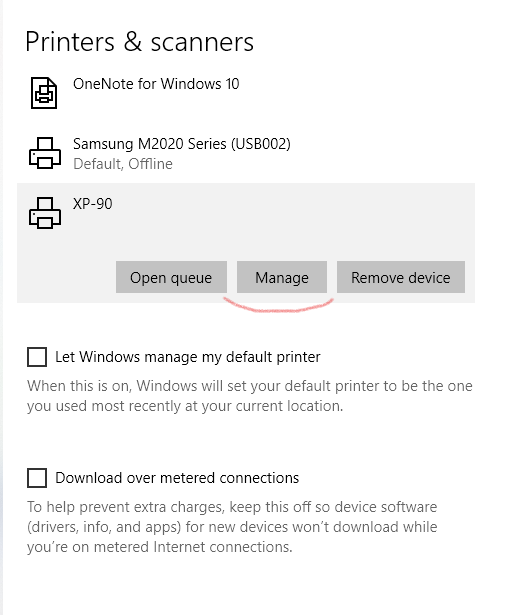 Printers & scanners
OneNote for Windows 10
Samsung M2020 Series (USB002)
Default, Offline
XP-90
Open queue Manage Remove device
Let Windows manage my default printer
When this is on, Windows will set your default printer to be the one
you used most recently at your current location.
Download over metered connections
To help prevent extra charges, keep this off so device software
(drivers, info, and apps) for new devices won't download while
you're on metered Internet connections.